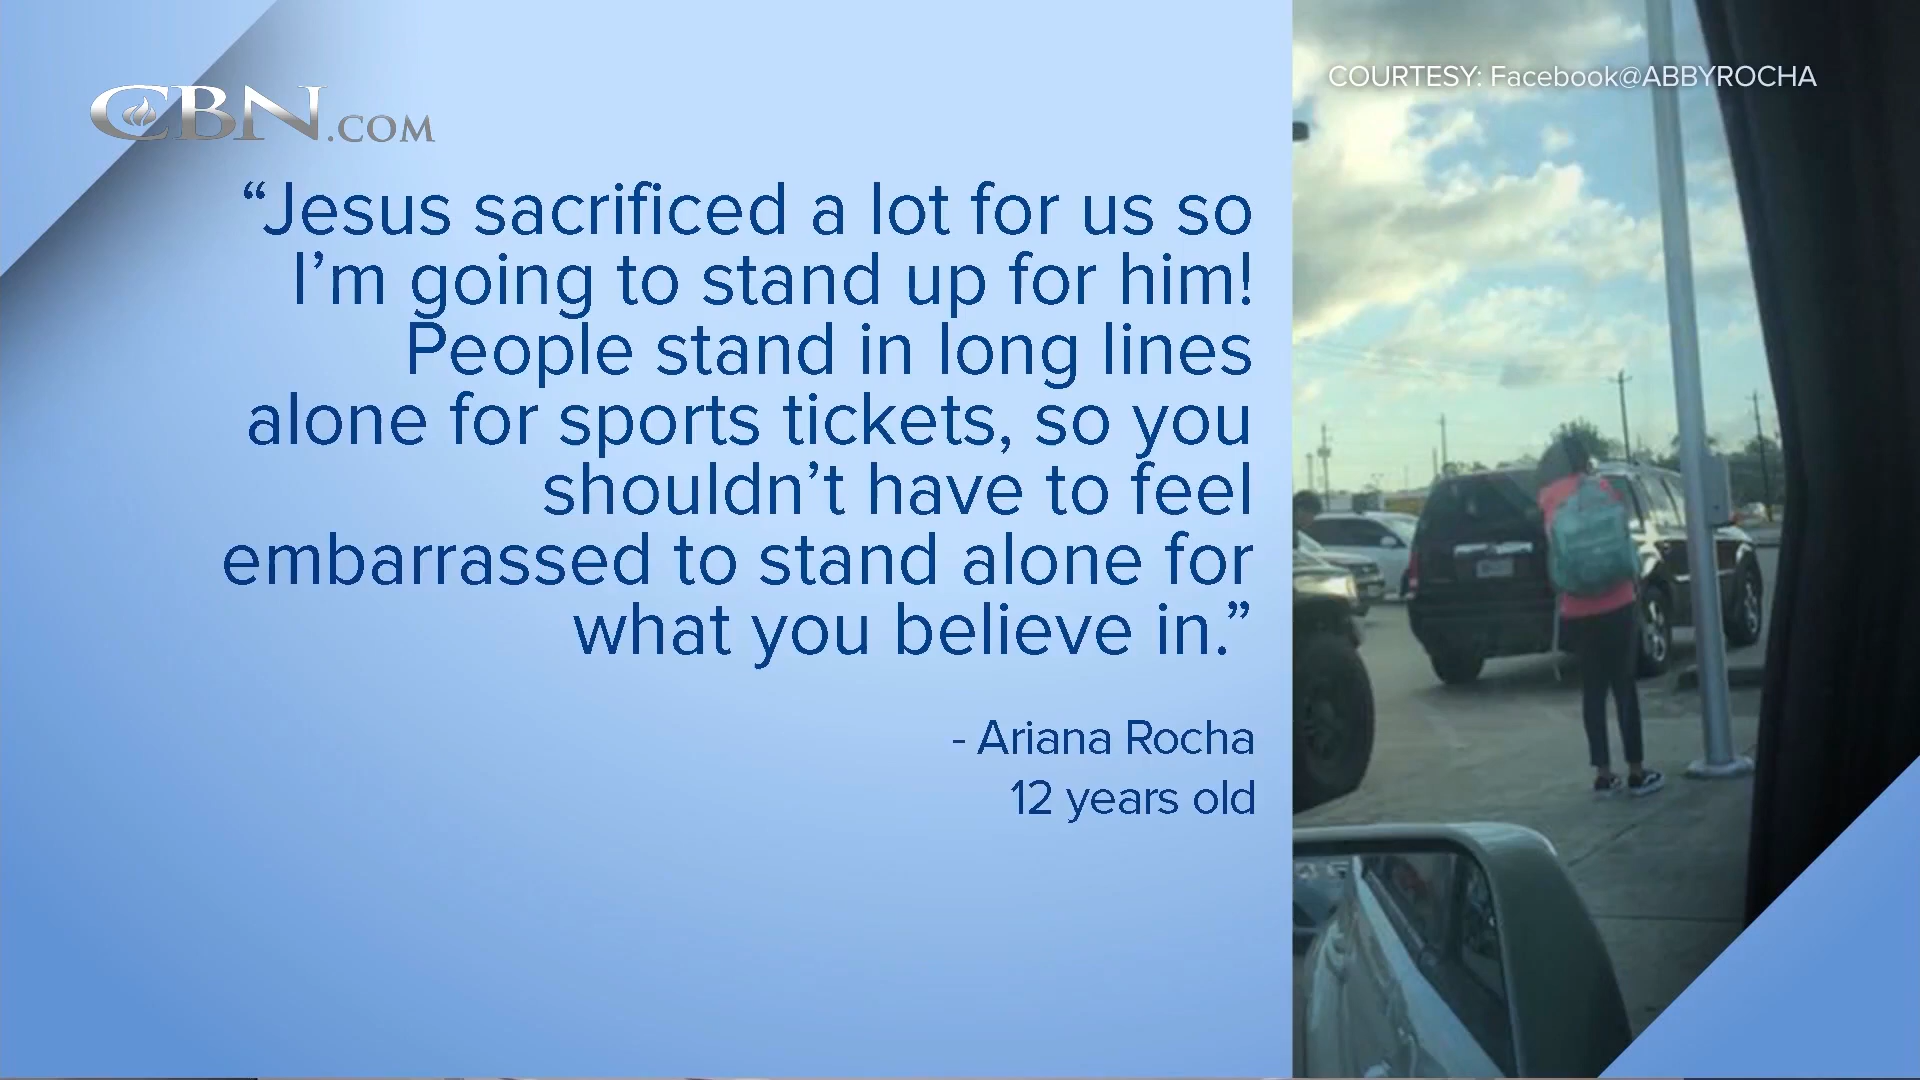 CBN.COM
COURTESY: Facebook@ABBYROCHA
“Jesus sacrificed a lot for us so
I’m going to stand up for him!
People stand in long lines
alone for sports tickets, so you
shouldn’t have to feel
embarrassed to stand alone for
what you believe in.”
- Ariana Rocha
12 years old